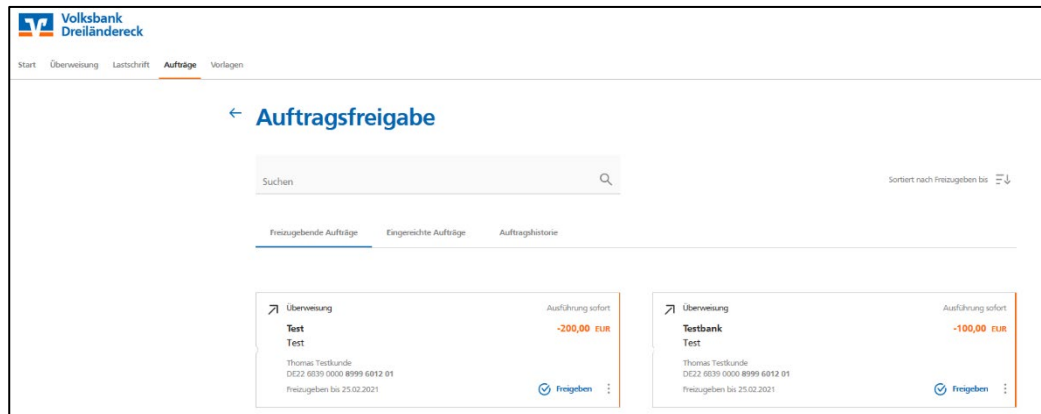 Volksbank
Dreiländereck
Start Überweisung Lastschrift Aufträge Vorlagen
← Auftragsfreigabe
Suchen
Sortiert nach Freizugeben bis
Freizugebende Aufträge Eingereichte Aufträge Auftragshistorie
Überweisung Ausführung sofort
Test -200,00 EUR
Test
Thomas Testkunde
DE22 6839 0000 8999 6012 01
Freizugeben bis 25.02.2021 Freigeben
Überweisung Ausführung sofort
Testbank -100,00 EUR
Test
Thomas Testkunde
DE22 6839 0000 8999 6012 01
Freizugeben bis 25.02.2021 Freigeben